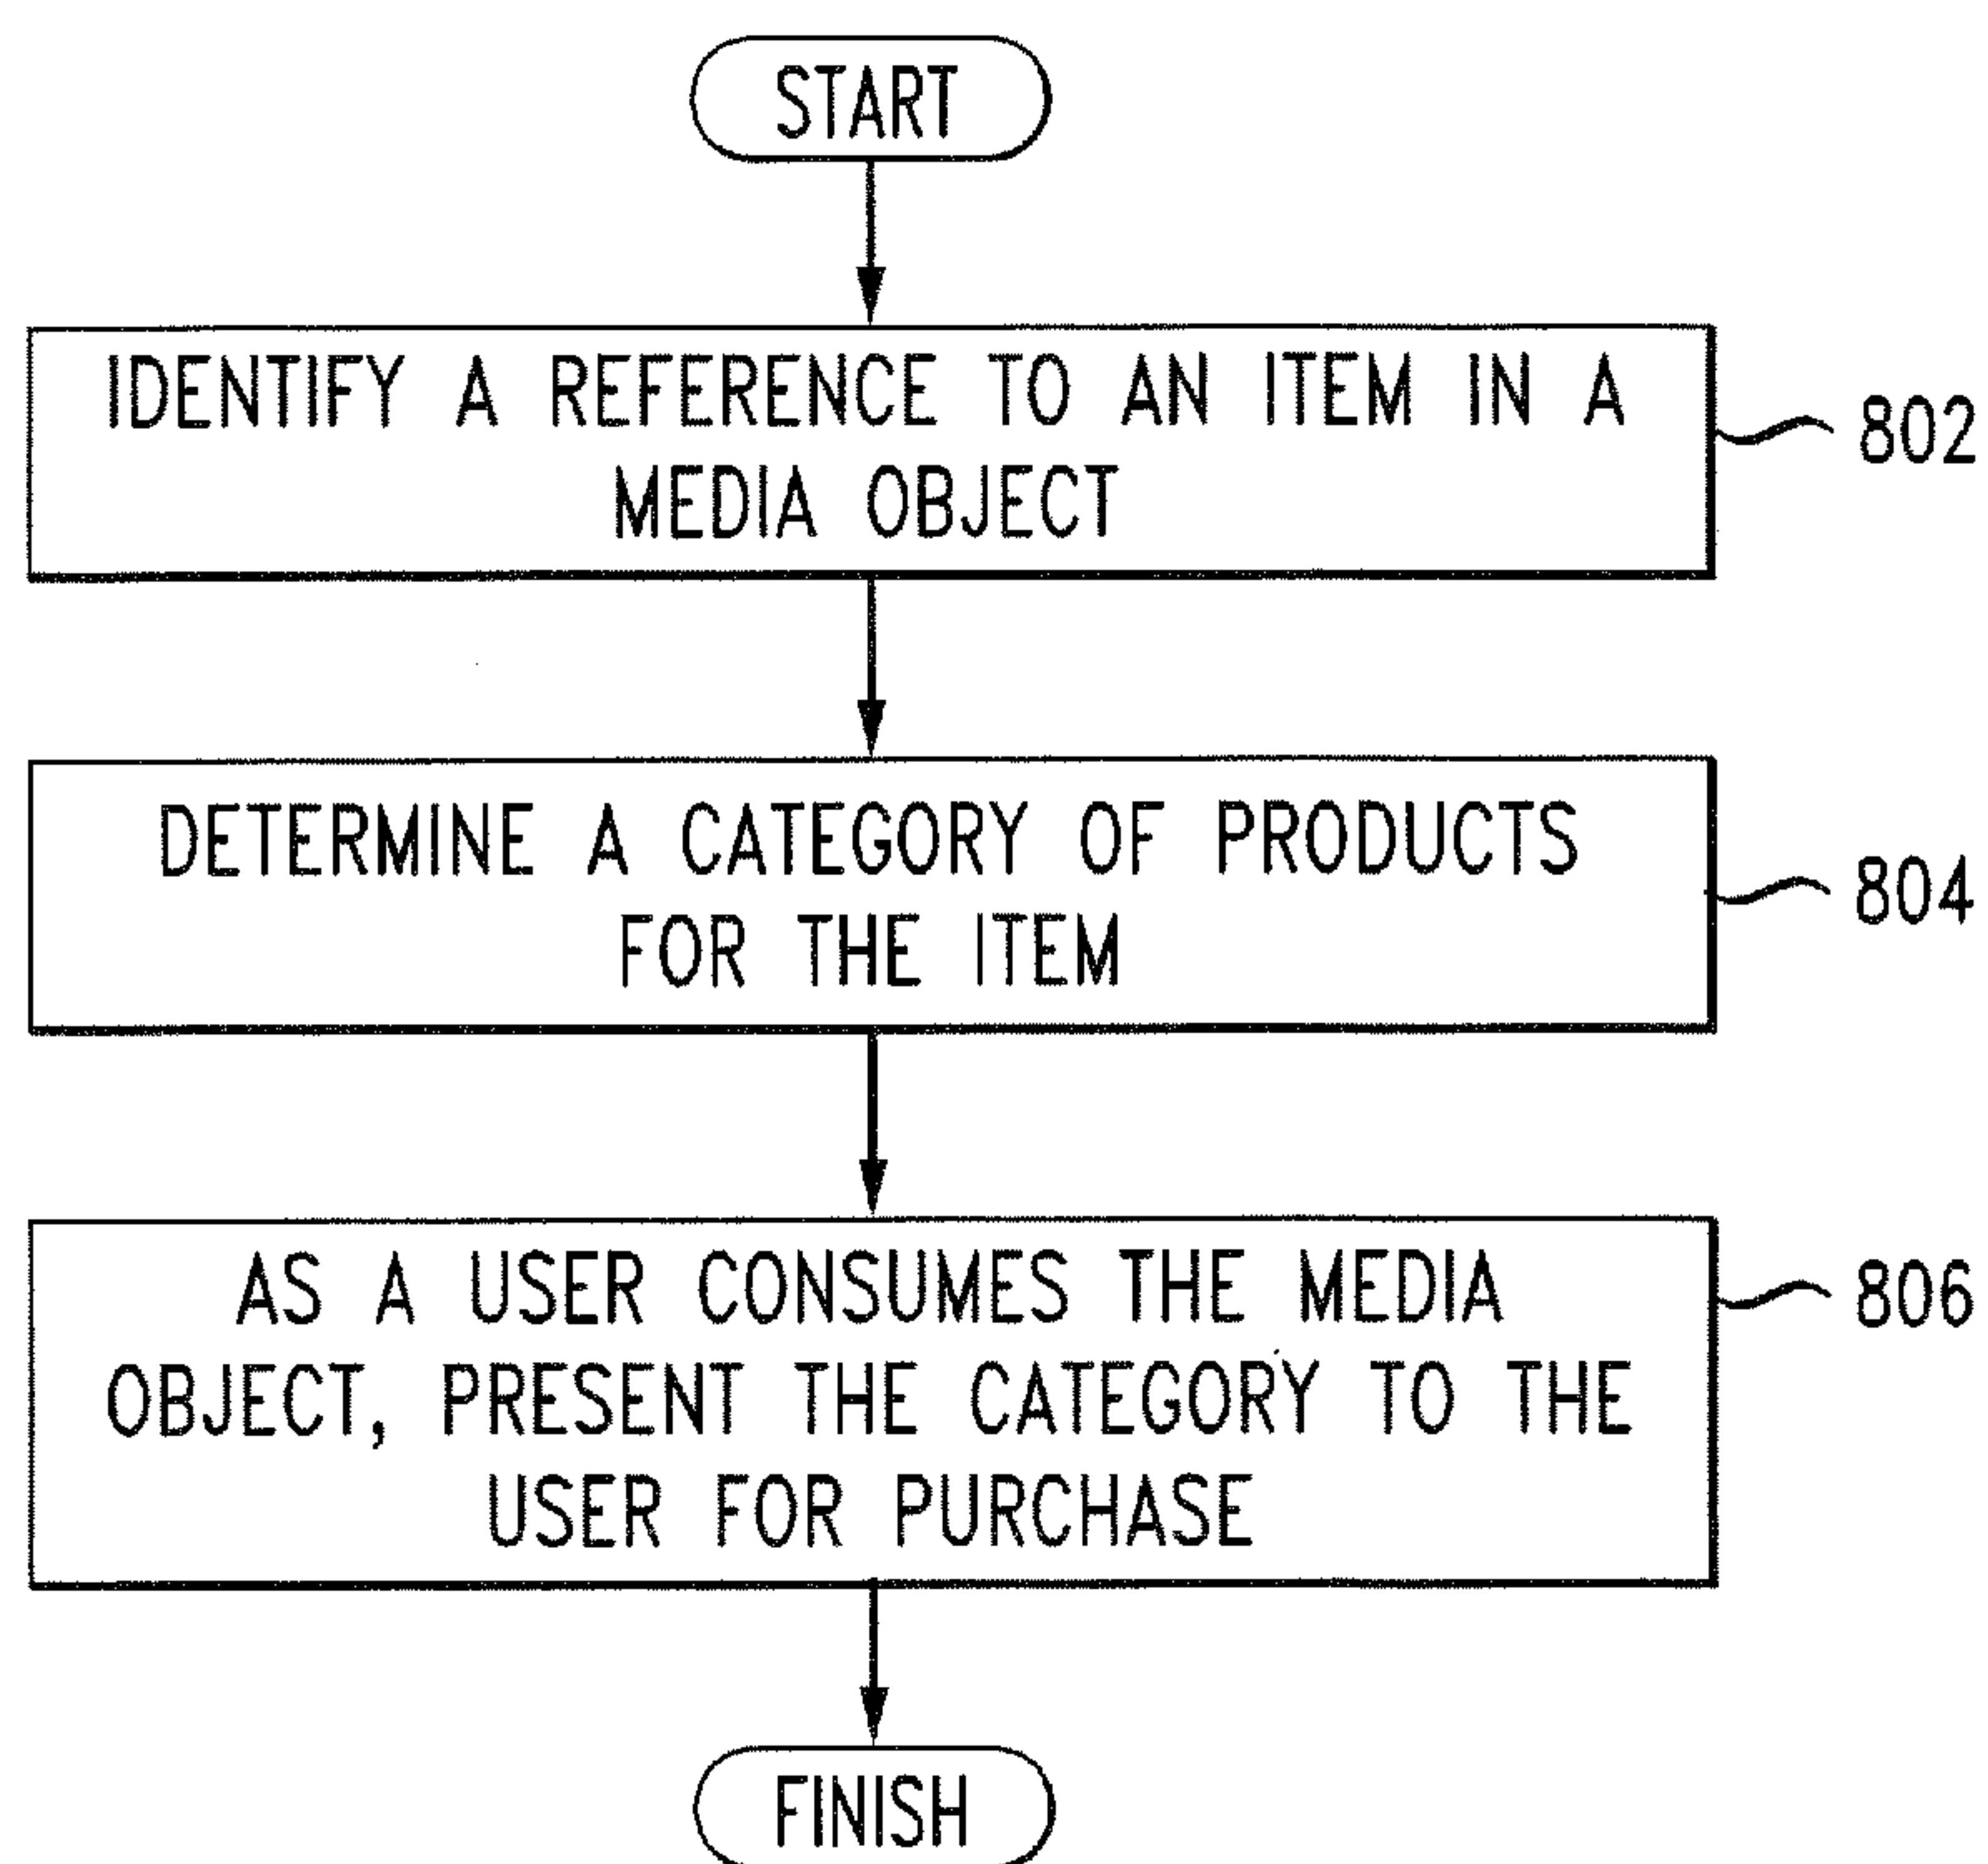 START
IDENTIFY A REFERENCE TO AN ITEM IN A
MEDIA OBJECT
802
DETERMINE A CATEGORY OF PRODUCTS
FOR THE ITEM
804
AS A USER CONSUMES THE MEDIA
OBJECT, PRESENT THE CATEGORY TO THE
USER FOR PURCHASE
806
FINISH